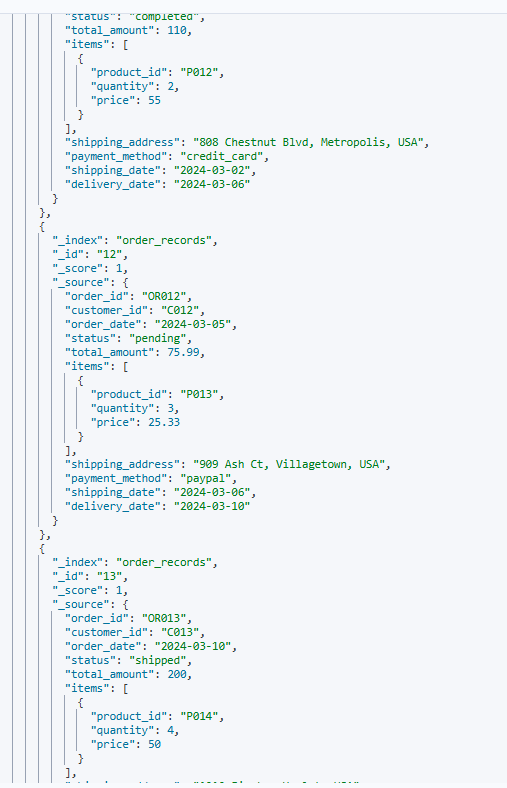 "status": "completed",
"total_amount": 110,
"items": [
{
"product_id": "P012",
"quantity": 2,
"price": 55
}
],
"shipping_address": "808 Chestnut Blvd, Metropolis, USA",
"payment_method": "credit_card",
"shipping_date": "2024-03-02",
"delivery_date": "2024-03-06"
}
},
{
"_index": "order_records",
"_id": "12",
"_score": 1,
"_source": {
"order_id": "OR012",
"customer_id": "C012",
"order_date": "2024-03-05",
"status": "pending",
"total_amount": 75.99,
"items": [
{
"product_id": "P013",
"quantity": 3,
"price": 25.33
}
],
"shipping_address": "909 Ash Ct, Villagetown, USA",
"payment_method": "paypal",
"shipping_date": "2024-03-06",
"delivery_date": "2024-03-10"
}
},
{
"_index": "order_records",
"_id": "13",
"_score": 1,
"_source": {
"order_id": "OR013",
"customer_id": "C013",
"order_date": "2024-03-10",
"status": "shipped",
"total_amount": 200,
"items": [
{
"product_id": "P014",
"quantity": 4,
"price": 50
}
],